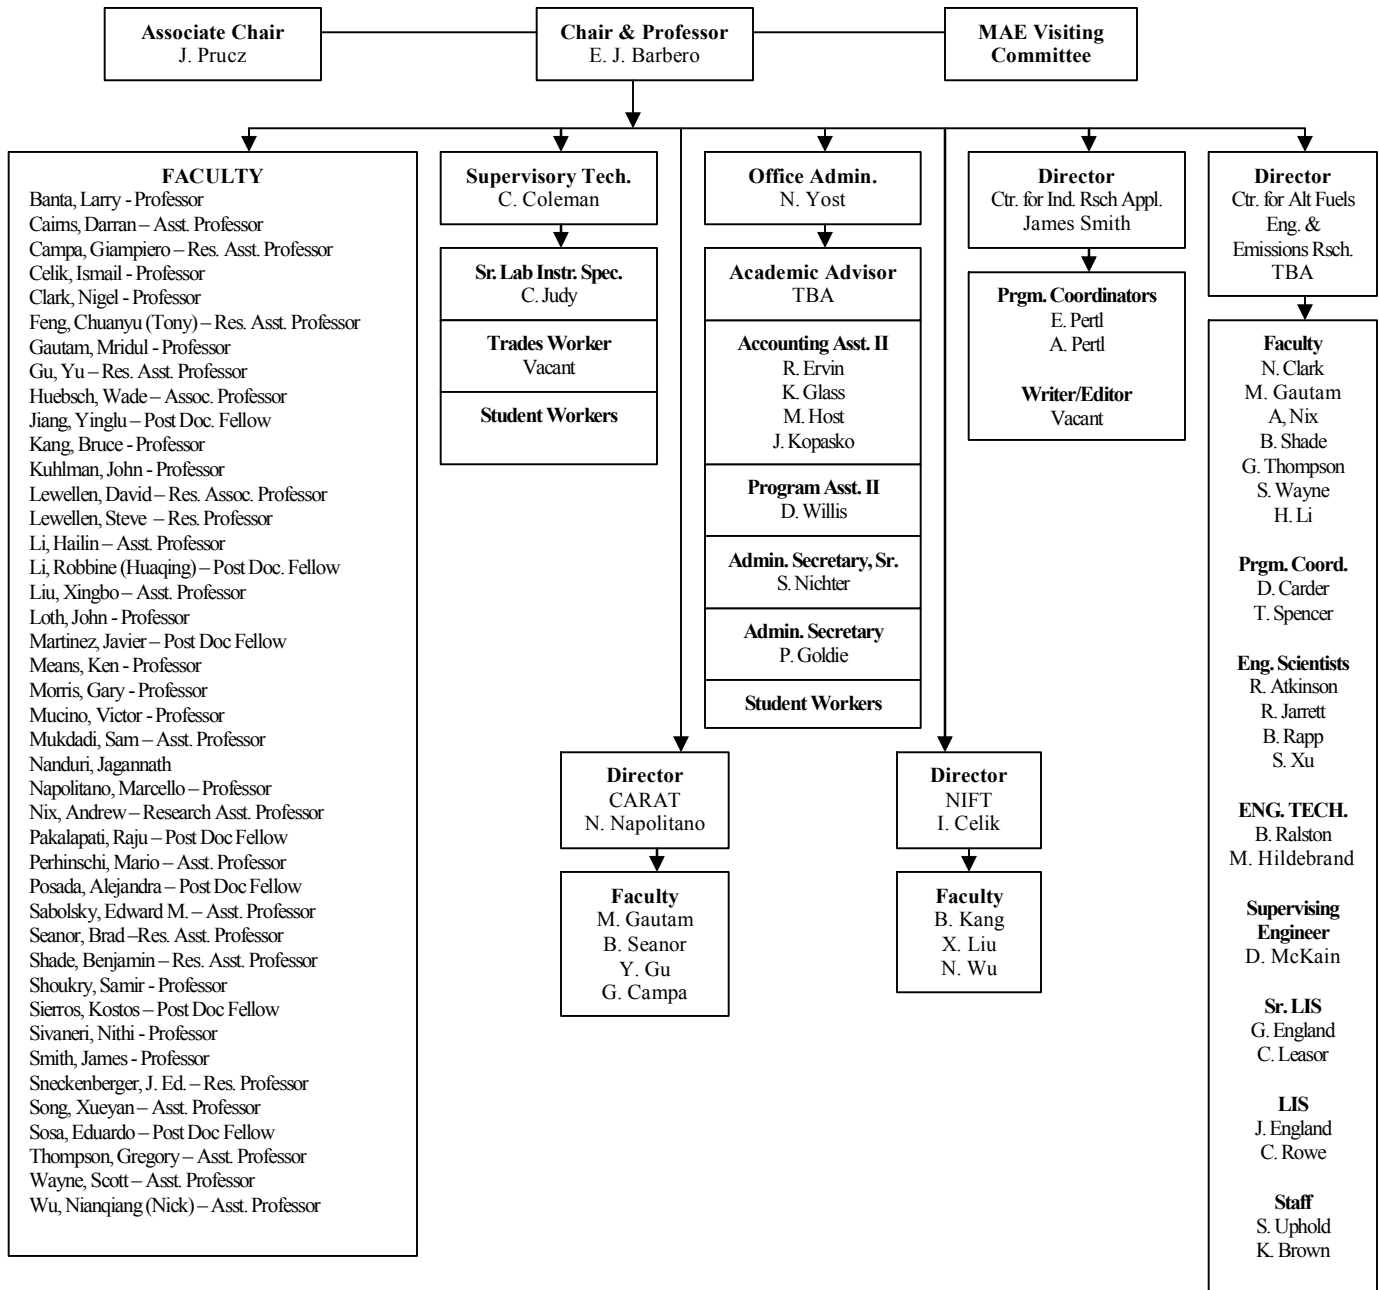 Associate Chair
J. Prucz
Chair & Professor
E. J. Barbero
MAE Visiting
Committee
FACULTY
Banta, Larry - Professor
Cairns, Darran – Asst. Professor
Campa, Giampiero – Res. Asst. Professor
Celik, Ismail - Professor
Clark, Nigel - Professor
Feng, Chuanyu (Tony) – Res. Asst. Professor
Gautam, Mridul - Professor
Gu, Yu – Res. Asst. Professor
Huebsch, Wade – Assoc. Professor
Jiang, Yinglu – Post Doc. Fellow
Kang, Bruce - Professor
Kuhlman, John - Professor
Lewellen, David – Res. Assoc. Professor
Lewellen, Steve – Res. Professor
Li, Hailin – Asst. Professor
Li, Robbine (Huaqing) – Post Doc. Fellow
Liu, Xingbo – Asst. Professor
Loth, John - Professor
Martinez, Javier – Post Doc Fellow
Means, Ken - Professor
Morris, Gary - Professor
Mucino, Victor - Professor
Mukdadi, Sam – Asst. Professor
Nanduri, Jagannath
Napolitano, Marcello – Professor
Nix, Andrew – Research Asst. Professor
Pakalapati, Raju – Post Doc Fellow
Perhinschi, Mario – Asst. Professor
Posada, Alejandra – Post Doc Fellow
Sabolsky, Edward M. – Asst. Professor
Seanor, Brad –Res. Asst. Professor
Shade, Benjamin – Res. Asst. Professor
Shoukry, Samir - Professor
Sierros, Kostos – Post Doc Fellow
Sivaneri, Nithi - Professor
Smith, James - Professor
Sneckenberger, J. Ed. – Res. Professor
Song, Xueyan – Asst. Professor
Sosa, Eduardo – Post Doc Fellow
Thompson, Gregory – Asst. Professor
Wayne, Scott – Asst. Professor
Wu, Nianqiang (Nick) – Asst. Professor
Supervisory Tech.
C. Coleman
Sr. Lab Instr. Spec.
C. Judy
Trades Worker
Vacant
Student Workers
Office Admin.
N. Yost
Academic Advisor
TBA
Accounting Asst. II
R. Ervin
K. Glass
M. Host
J. Kopasko
Program Asst. II
D. Willis
Admin. Secretary, Sr.
S. Nichter
Admin. Secretary
P. Goldie
Student Workers
Director
CARAT
N. Napolitano
Faculty
M. Gautam
B. Seanor
Y. Gu
G. Campa
Director
NIFT
I. Celik
Faculty
B. Kang
X. Liu
N. Wu
Director
Ctr. for Ind. Rsch Appl.
James Smith
Prgm. Coordinators
E. Pertl
A. Pertl
Writer/Editor
Vacant
Director
Ctr. for Alt Fuels
Eng. &
Emissions Rsch.
TBA
Faculty
N. Clark
M. Gautam
A, Nix
B. Shade
G. Thompson
S. Wayne
H. Li
Prgm. Coord.
D. Carder
T. Spencer
Eng. Scientists
R. Atkinson
R. Jarrett
B. Rapp
S. Xu
ENG. TECH.
B. Ralston
M. Hildebrand
Supervising
Engineer
D. McKain
Sr. LIS
G. England
C. Leasor
LIS
J. England
C. Rowe
Staff
S. Uphold
K. Brown